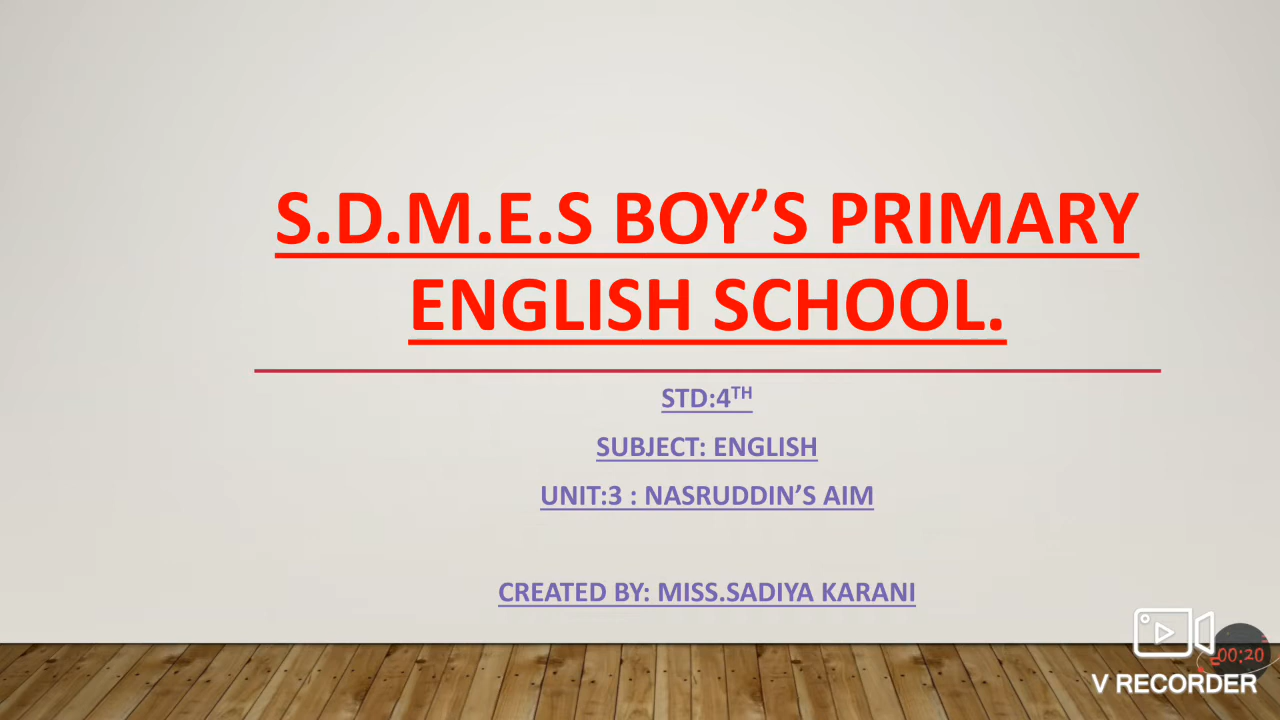 S.D.M.E.S BOY’S PRIMARY
ENGLISH SCHOOL.
STD:4TH
SUBJECT: ENGLISH
UNIT:3 : NASRUDDIN’S AIM
CREATED BY: MISS.SADIYA KARANI
00:20
V RECORDER